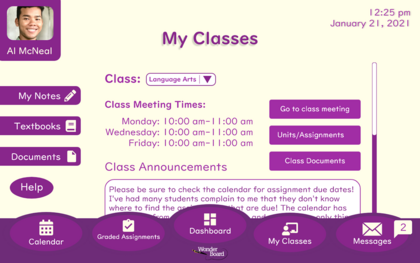 12:25 pm
January 21, 2021
My Classes
Al McNeal
Class: Language Arts
My Notes
Class Meeting Times:
Go to class meeting
Monday: 10:00 am-11:00 am
Textbooks
Wednesday: 10:00 am-11:00 am
Units/Assignments
Friday: 11:00 am-11:00 am
Documents
Class Documents
Class Announcements
Help
Please be sure to check the calendar for assignment due dates!
I've had many students complain to me that they don't know
where to find the that are due! The calendar has
Calendar
Graded Assignments
Dashboard
My Classes
Messages
2
Wonder
Board